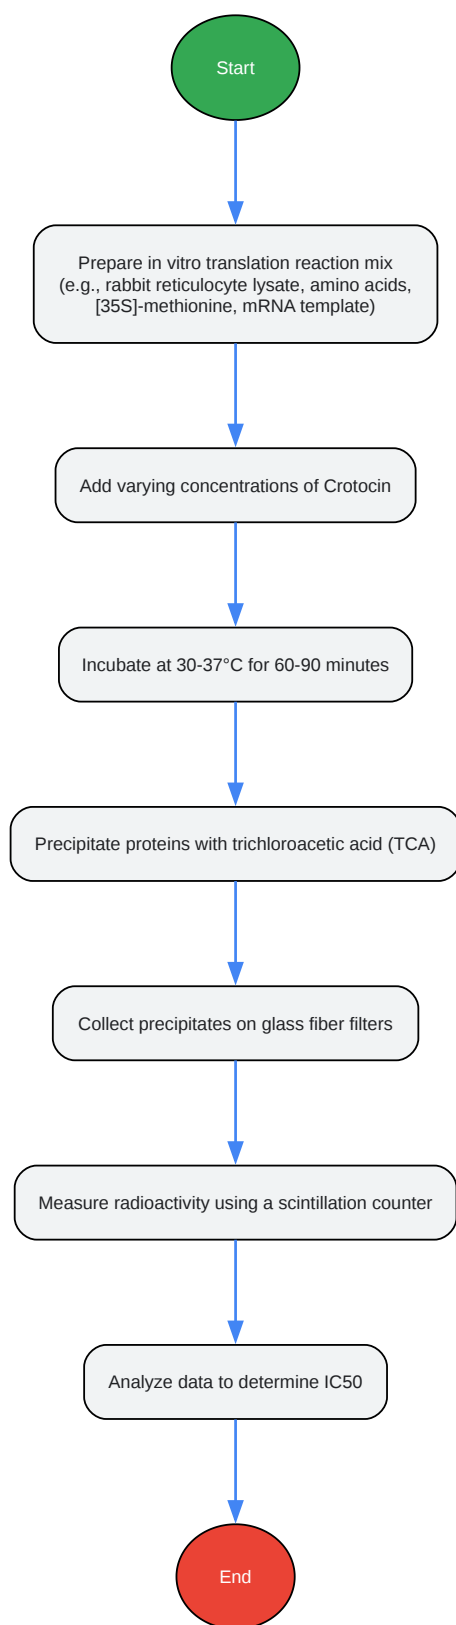 Start
Prepare in vitro translation reaction mix
(e.g., rabbit reticulocyte lysate, amino acids,
[35S]-methionine, mRNA template)
Add varying concentrations of Crotocin
Incubate at 30-37°C for 60-90 minutes
Precipitate proteins with trichloroacetic acid (TCA)
Collect precipitates on glass fiber filters
Measure radioactivity using a scintillation counter
Analyze data to determine IC50
End